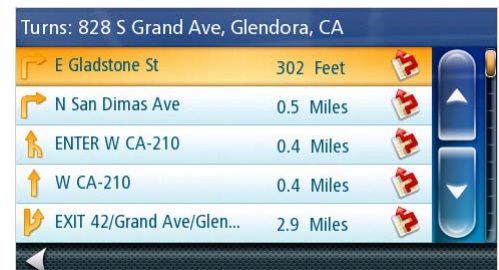 Turns: 828 S Grand Ave, Glendora, CA
E Gladstone St 302 Feet
N San Dimas Ave 0.5 Miles
ENTER W CA-210 0.4 Miles
W CA-210 0.4 Miles
EXIT 42/Grand Ave/Glen... 2.9 Miles